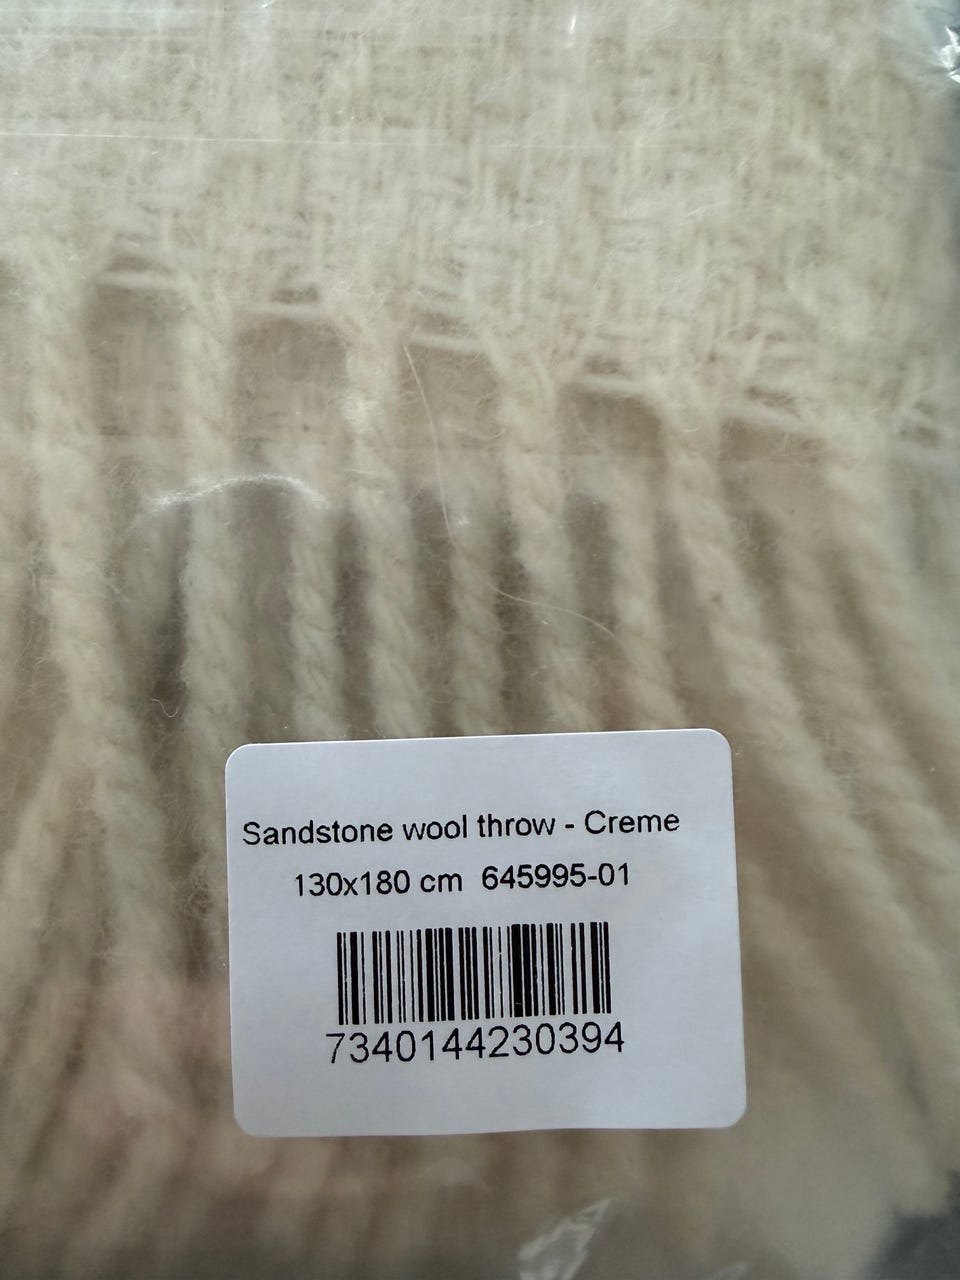 Sandstone wool throw - Creme
130x180 cm 645995-01
7340144230394